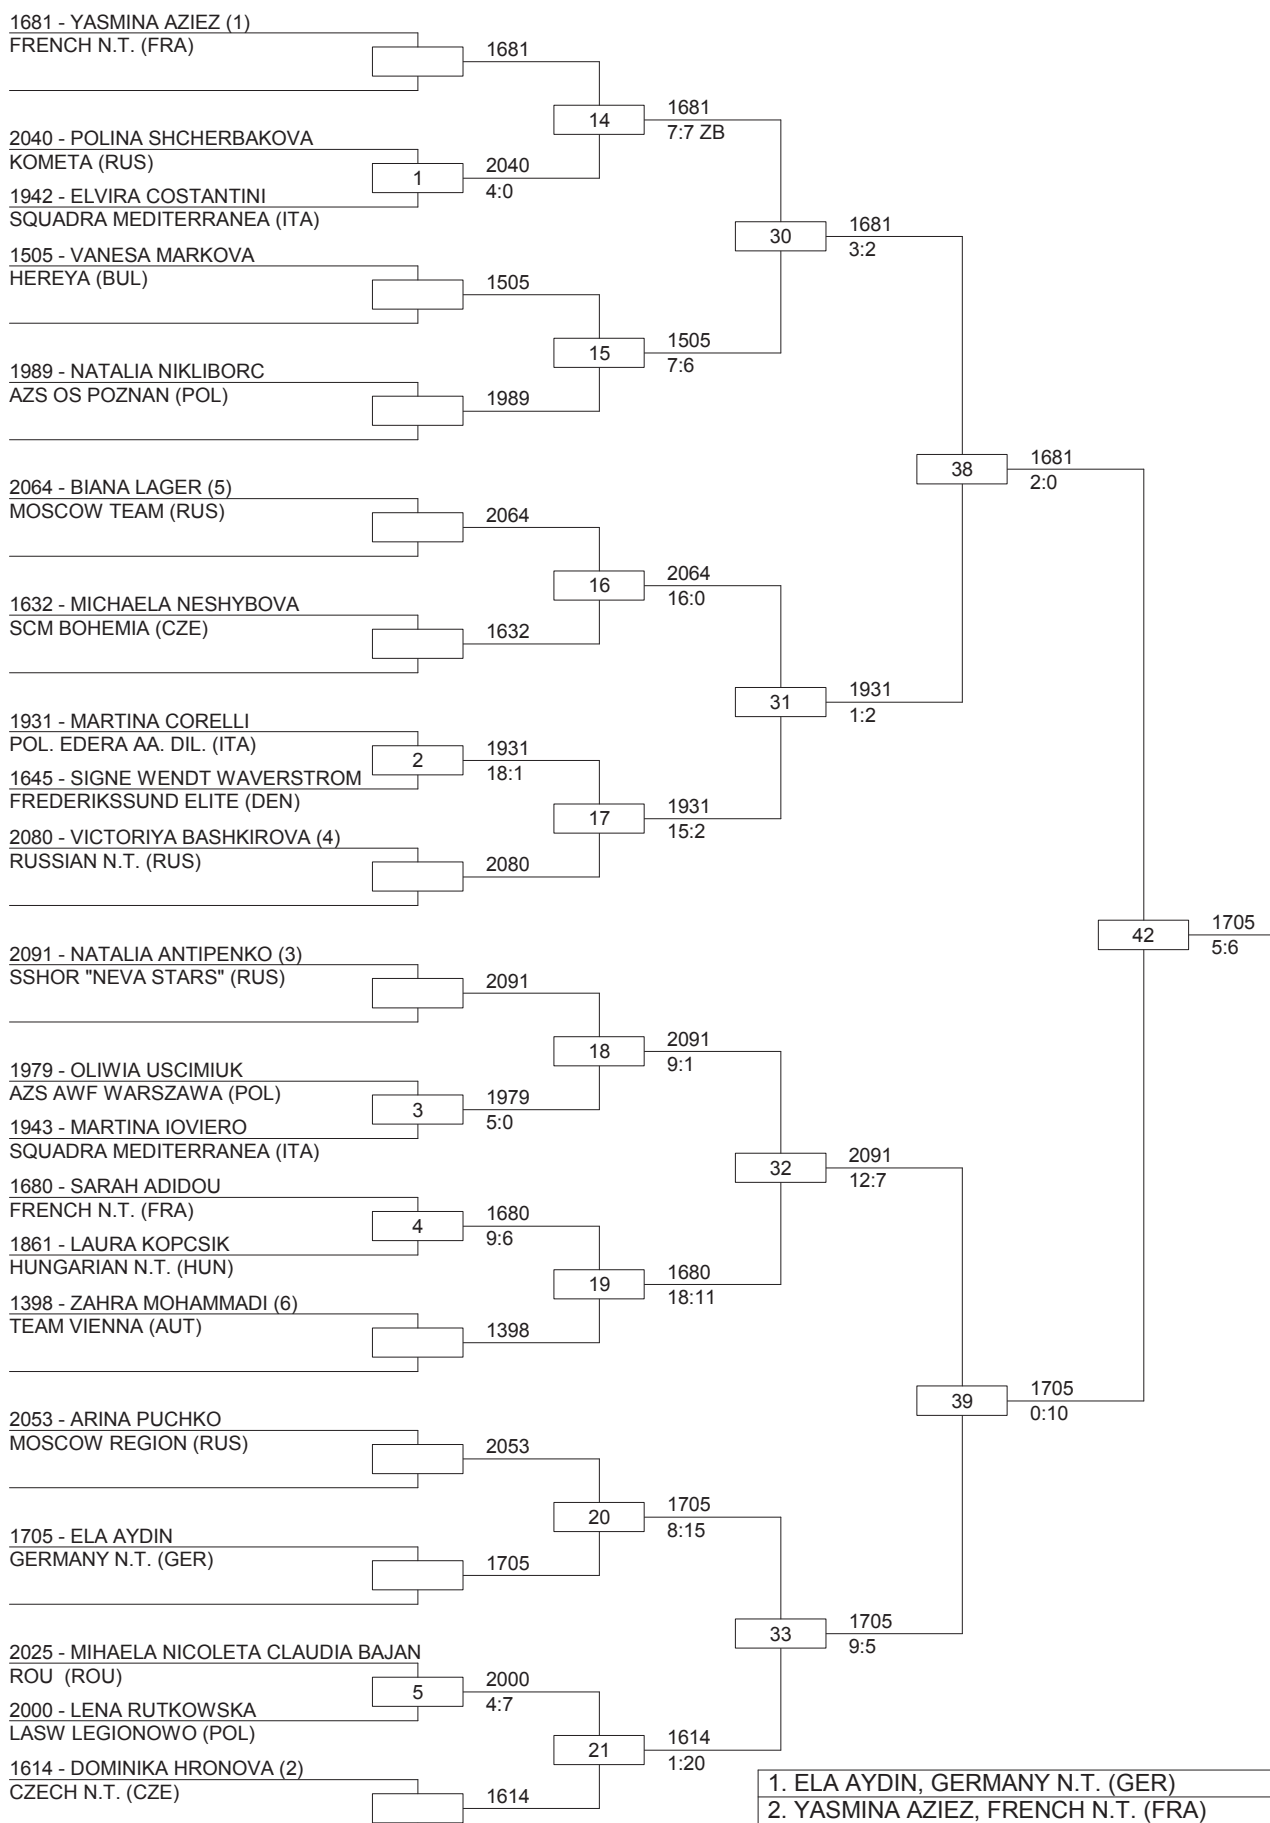 1681 - YASMINA AZIEZ (1)
FRENCH N.T. (FRA)
1681
14
1681
7:7 ZB
2040 - POLINA SHCHERBAKOVA
KOMETA (RUS)
1
2040
4:0
1942 - ELVIRA COSTANTINI
SQUADRA MEDITERRANEA (ITA)
30
1681
3:2
1505 - VANESA MARKOVA
HEREYA (BUL)
1505
15
1505
7:6
1989 - NATALIA NIKLIBORC
AZS OS POZNAN (POL)
1989
38
1681
2:0
2064 - BIANA LAGER (5)
MOSCOW TEAM (RUS)
2064
16
2064
16:0
1632 - MICHAELA NESHYBOVA
SCM BOHEMIA (CZE)
1632
31
1931
1:2
1931 - MARTINA CORELLI
POL. EDERA AA. DIL. (ITA)
2
1931
18:1
1645 - SIGNE WENDT WAVERSTROM
FREDERIKSSUND ELITE (DEN)
17
1931
15:2
2080 - VICTORIYA BASHKIROVA (4)
RUSSIAN N.T. (RUS)
2080
42
1705
5:6
2091 - NATALIA ANTIPENKO (3)
SSHOR "NEVA STARS" (RUS)
2091
18
2091
9:1
1979 - OLIWIA USCIMIUK
AZS AWF WARSZAWA (POL)
3
1979
5:0
1943 - MARTINA IOVIERO
SQUADRA MEDITERRANEA (ITA)
32
2091
12:7
1680 - SARAH ADIDOU
FRENCH N.T. (FRA)
4
1680
9:6
1861 - LAURA KOPCSIK
HUNGARIAN N.T. (HUN)
19
1680
18:11
1398 - ZAHRA MOHAMMADI (6)
TEAM VIENNA (AUT)
1398
39
1705
0:10
2053 - ARINA PUCHKO
MOSCOW REGION (RUS)
2053
20
1705
8:15
1705 - ELA AYDIN
GERMANY N.T. (GER)
1705
33
1705
9:5
2025 - MIHAELA NICOLETA CLAUDIA BAJAN
ROU (ROU)
5
2000
4:7
2000 - LENA RUTKOWSKA
LASW LEGIONOWO (POL)
21
1614
1:20
1614 - DOMINIKA HRONOVA (2)
CZECH N.T. (CZE)
1614
1. ELA AYDIN, GERMANY N.T. (GER)
2. YASMINA AZIEZ, FRENCH N.T. (FRA)